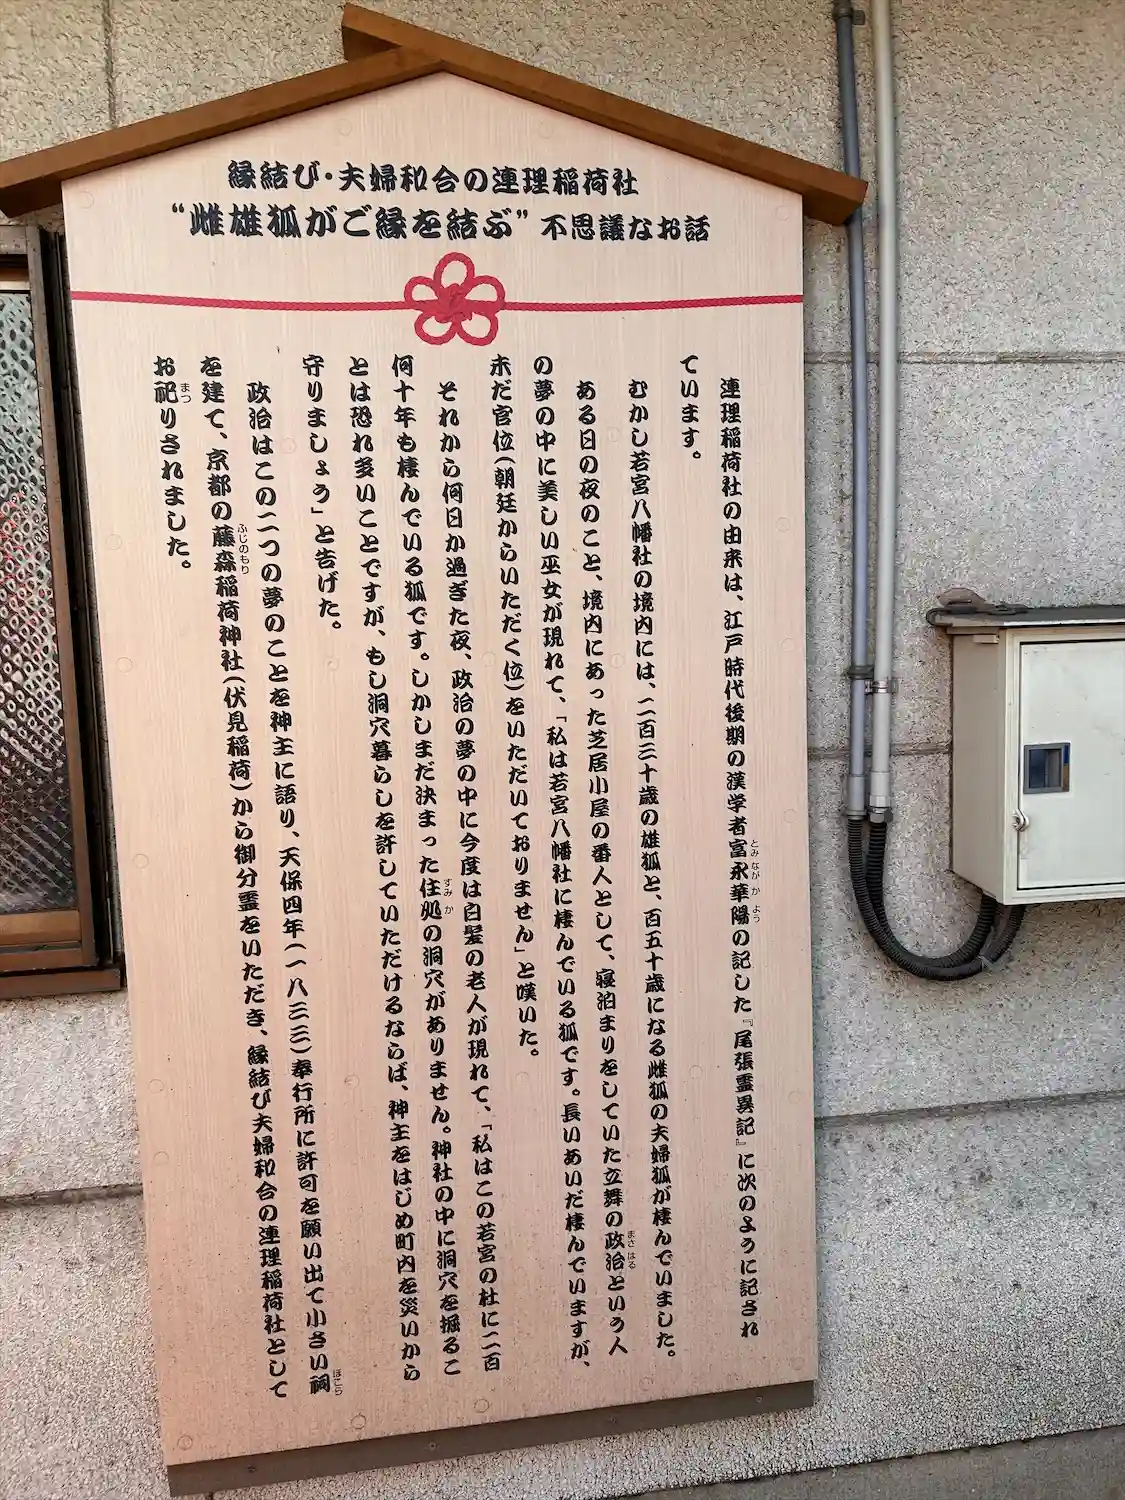 縁結び・夫婦和合の連理稲荷社
“雌雄狐がご縁を結ぶ”不思議なお話
連理稲荷社の由来は、江戸時代後期の漢学者富永華陽の記した『尾張霊異記』に次のように記され
とみ なが か よう
ています。
むかし若宮八幡社の境内には、二百三十歳の雄狐と、百五十歳になる雌狐の夫婦狐が棲んでいました。
ある日の夜のこと、境内にあった芝居小屋の番人として、寝泊まりをしていた立舞の政治という人
まさ はる
の夢の中に美しい巫女が現れて、「私は若宮八幡社に棲んでいる狐です。長いあいだ棲んでいますが、
未だ官位(朝廷からいただく位)をいただいておりません」と嘆いた。
それから何日か過ぎた夜、政治の夢の中に今度は白髪の老人が現れて、「私はこの若宮の杜に二百
何十年も棲んでいる狐です。しかしまだ決まった住処の洞穴がありません。神社の中に洞穴を掘るこ
すみ か
とは恐れ多いことですが、もし洞穴暮らしを許していただけるならば、神主をはじめ町内を災いから
守りましょう」と告げた。
政治はこの二つの夢のことを神主に語り、天保四年(一八三三)奉行所に許可を願い出て小さい祠
ほこら
を建て、京都の藤森稲荷神社(伏見稲荷)から御分霊をいただき、縁結び夫婦和合の連理稲荷社として
ふじのもり
お祀りされました。
まつ